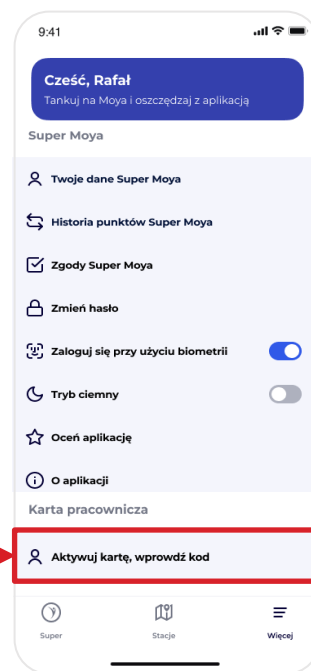 9:41
Cześć, Rafał
Tankuj na Moya i oszczędzaj z aplikacją
Super Moya
Twoje dane Super Moya
Historia punktów Super Moya
Zgody Super Moya
Zmień hasło
Zaloguj się przy użyciu biometrii
Tryb ciemny
Oceń aplikację
O aplikacji
Karta pracownicza
Aktywuj kartę, wprowdź kod
Super Stacje Więcej